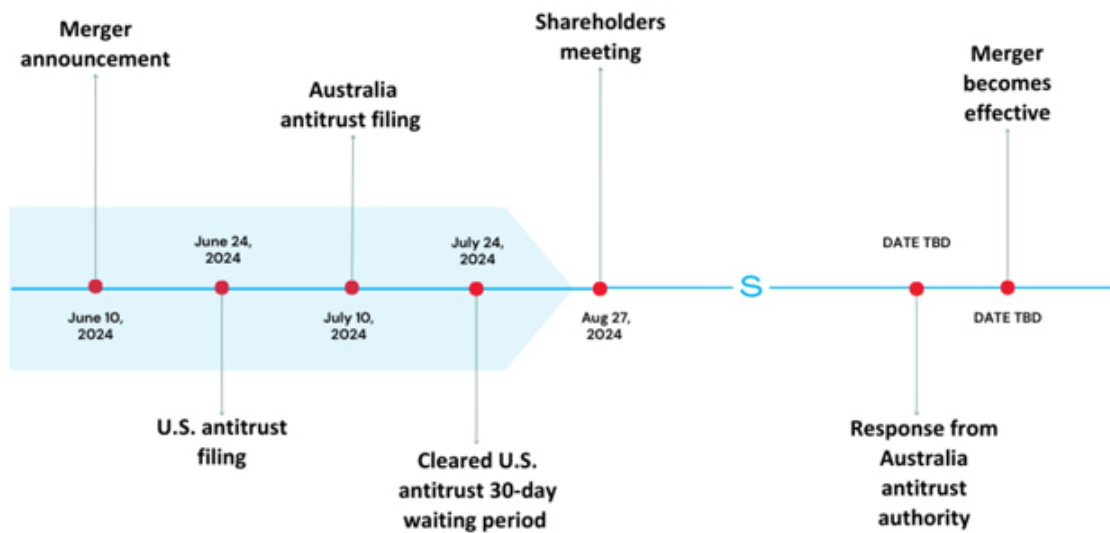 Merger
announcement
Australia
antitrust filing
Shareholders
meeting
Merger
becomes
effective
June 24,
2024
July 24,
2024
DATE TBD
S
June 10,
2024
July 10,
2024
Aug 27,
2024
DATE TBD
U.S. antitrust
filing
Cleared U.S.
antitrust 30-day
waiting period
Response from
Australia
antitrust
authority